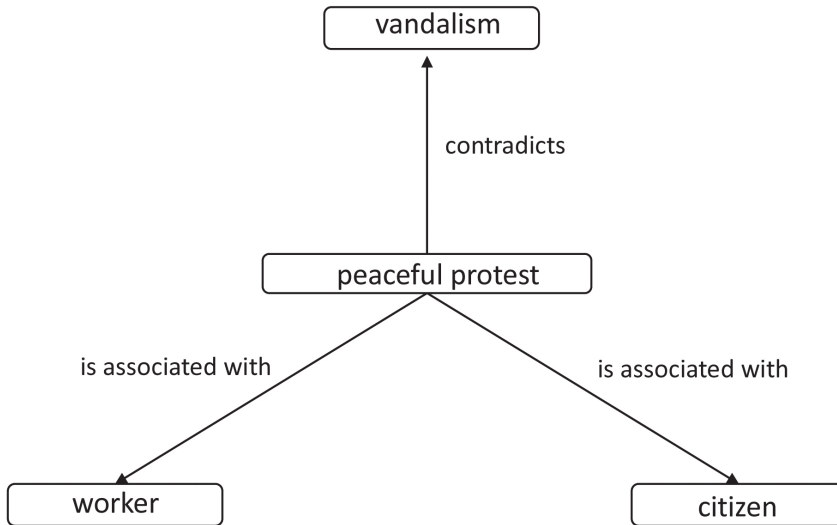 vandalism
contradicts
peaceful protest
is associated with
is associated with
worker
citizen